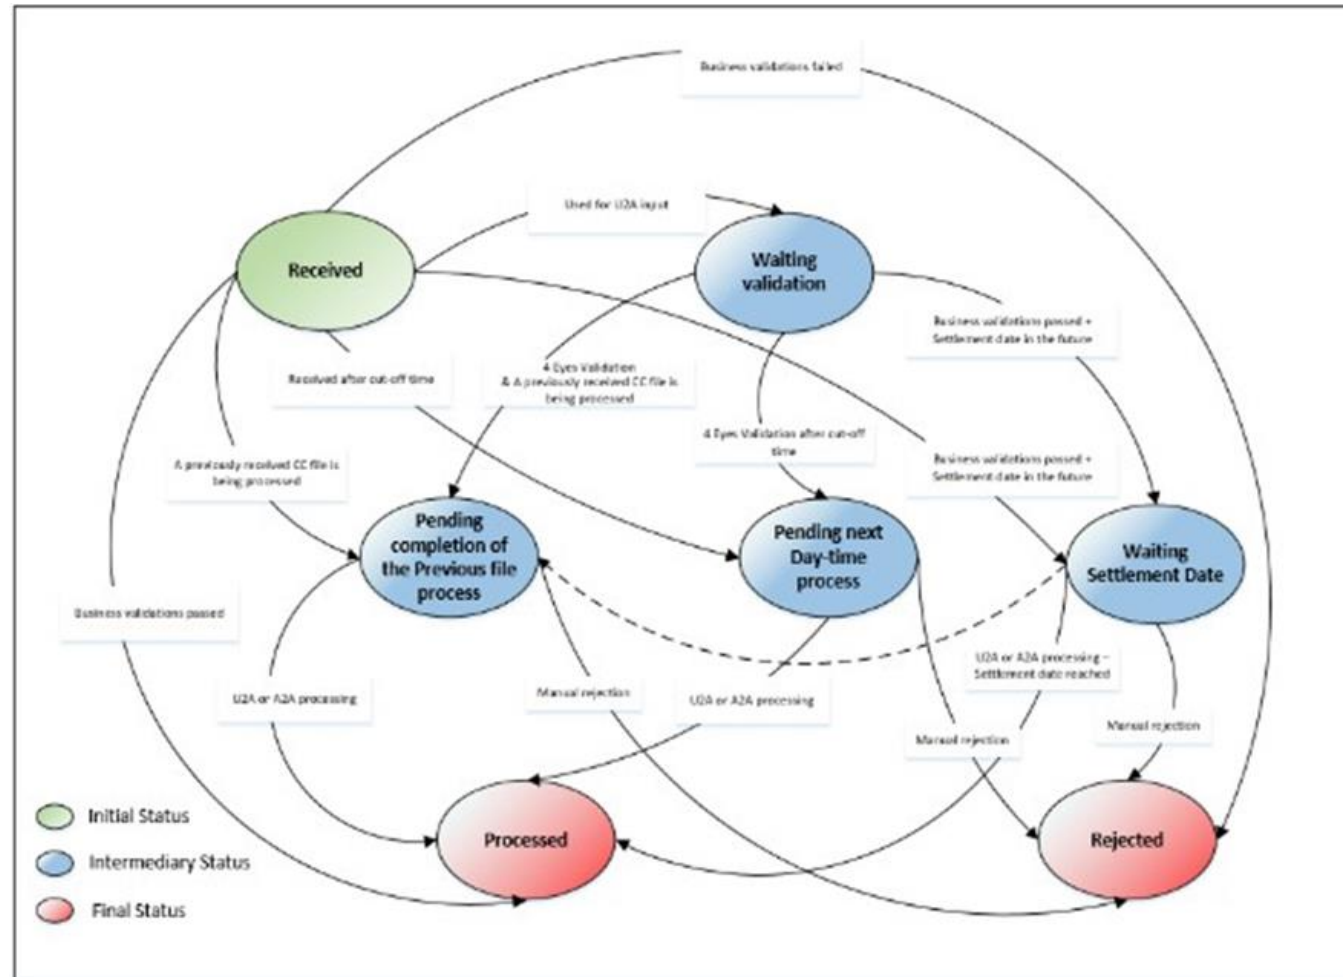 Business validations failed
Used for U2A input
Received
Waiting
validation
Business validations passed +
Settlement date in the future
Received after cut-off time
4 Eyes Validation
& A previously received CC file is
being processed
4 Eyes Validation after cut-off
time
A previously received CC file is
being processed
Business validations passed +
Settlement date in the future
Pending
completion of
the Previous file
process
Pending next
Day-time
process
Waiting
Settlement Date
Business validations passed
U2A or A2A processing
Manual rejection
U2A or A2A processing
U2A or A2A processing –
Settlement date reached
Manual rejection
Manual rejection
Processed
Rejected
Initial Status
Intermediary Status
Final Status